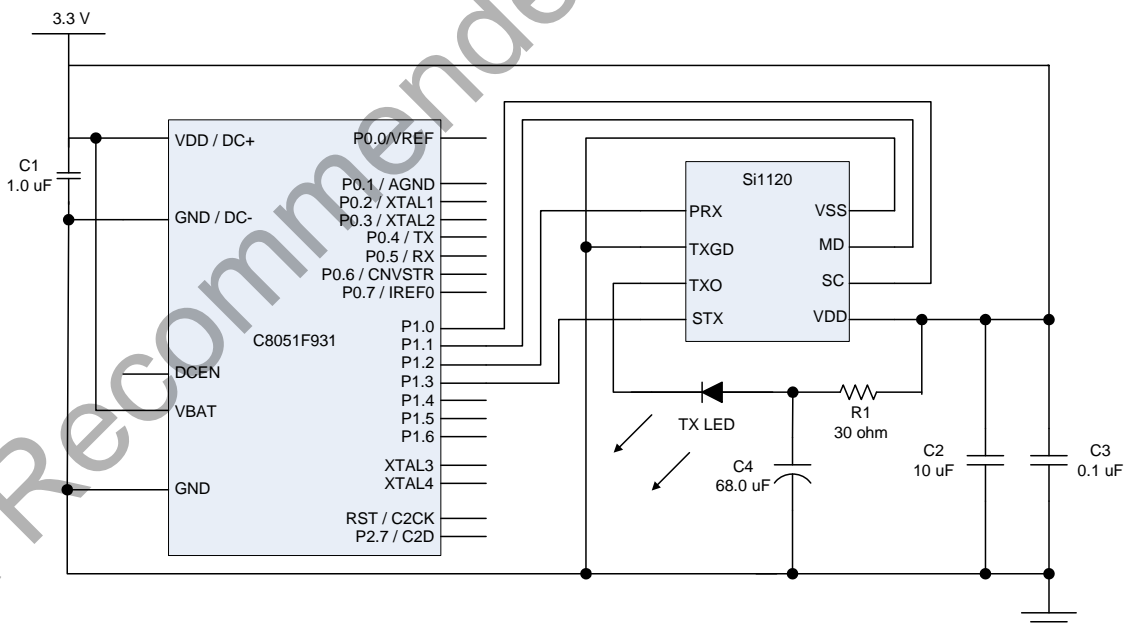 3.3 V
C1
1.0 uF
VDD / DC+
GND / DC-
DCEN
VBAT
GND
C8051F931
P0.0/VREF
P0.1 / AGND
P0.2 / XTAL1
P0.3 / XTAL2
P0.4 / TX
P0.5 / RX
P0.6 / CNVSTR
P0.7 / IREF0
P1.0
P1.1
P1.2
P1.3
P1.4
P1.5
P1.6
XTAL3
XTAL4
RST / C2CK
P2.7 / C2D
Si1120
PRX
TXGD
TXO
STX
VSS
MD
SC
VDD
TX LED
R1
30 ohm
C4
68.0 uF
C2
10 uF
C3
0.1 uF
Recommende